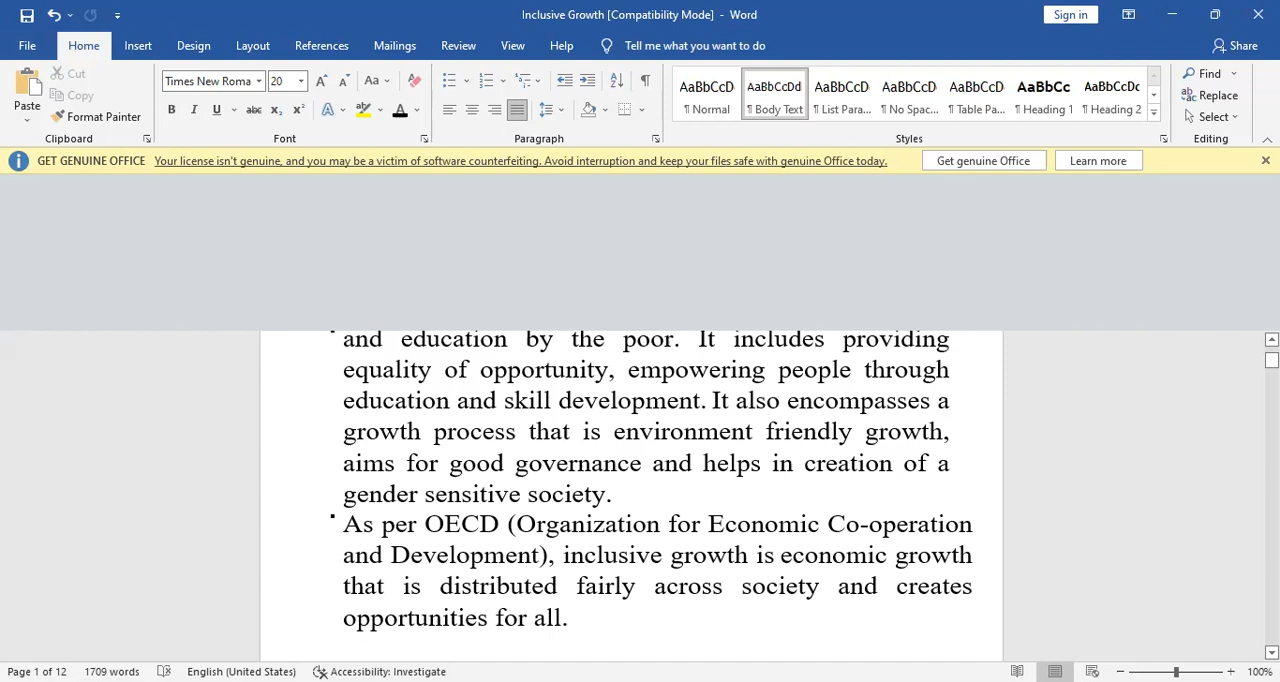 Inclusive Growth [Compatibility Mode] - Word
Sign in
File Home Insert Design Layout References Mailings Review View Help Tell me what you want to do Share
Paste
Cut
Copy
Format Painter
Clipboard
Times New Roma 20
Aa
B I U abc x₂ x²
A A
Font
Paragraph
AaBbCcD AaBbCcDd AaBbCcD AaBbCcD AaBbCcD AaBbCc AaBbCcDc
¶ Normal ¶ Body Text ¶ List Para... ¶ No Spac... ¶ Table Pa... ¶ Heading 1 ¶ Heading 2
Styles
Find
Replace
Select
Editing
GET GENUINE OFFICE Your license isn't genuine, and you may be a victim of software counterfeiting. Avoid interruption and keep your files safe with genuine Office today. Get genuine Office Learn more
and education by the poor. It includes providing
equality of opportunity, empowering people through
education and skill development. It also encompasses a
growth process that is environment friendly growth,
aims for good governance and helps in creation of a
gender sensitive society.
▪ As per OECD (Organization for Economic Co-operation
and Development), inclusive growth is economic growth
that is distributed fairly across society and creates
opportunities for all.
Page 1 of 12 1709 words English (United States) Accessibility: Investigate 100%